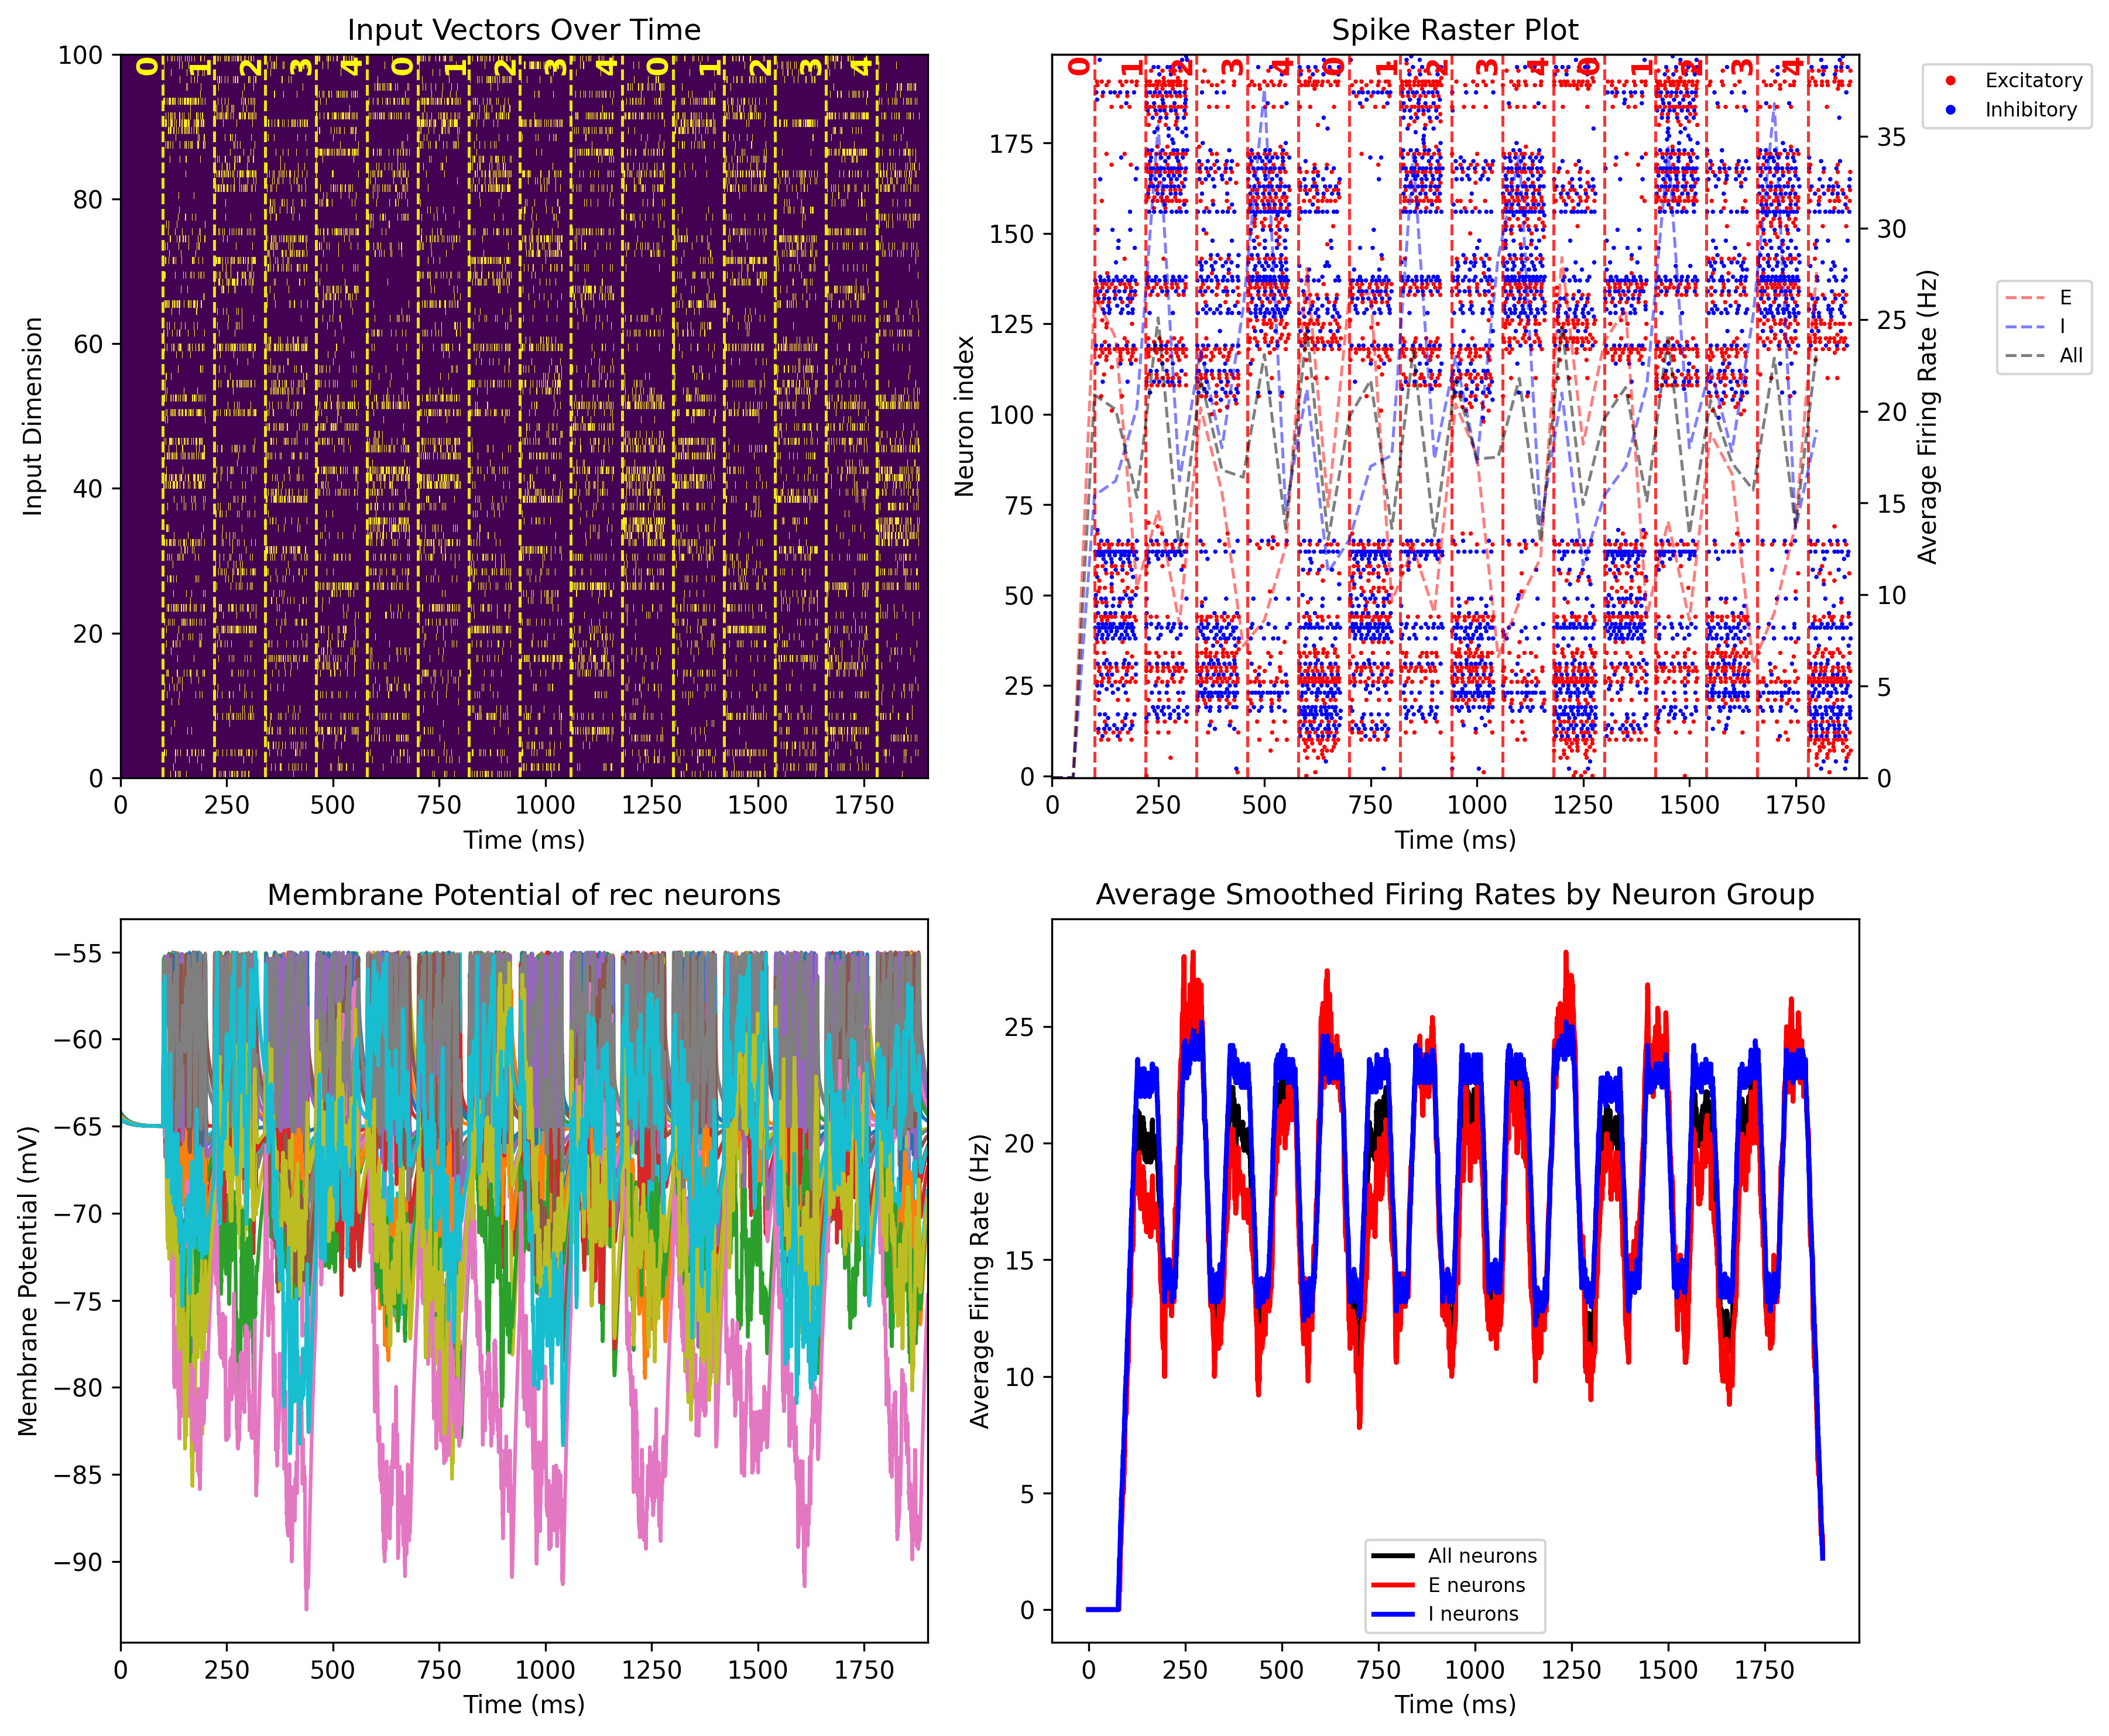 Input Vectors Over Time
100
80
60
40
20
0
Input Dimension
0 1 2 3 4 0 1 2 3 4 0 1 2 3 4
0 250 500 750 1000 1250 1500 1750
Time (ms)
Spike Raster Plot
175
150
125
100
75
50
25
0
Neuron index
0 1 2 3 4 0 1 2 3 4 0 1 2 3 4
35
30
25
20
15
10
5
0
Average Firing Rate (Hz)
0 250 500 750 1000 1250 1500 1750
Time (ms)
Excitatory
Inhibitory
E
I
All
Membrane Potential of rec neurons
−55
−60
−65
−70
−75
−80
−85
−90
Membrane Potential (mV)
0 250 500 750 1000 1250 1500 1750
Time (ms)
Average Smoothed Firing Rates by Neuron Group
25
20
15
10
5
0
Average Firing Rate (Hz)
All neurons
E neurons
I neurons
0 250 500 750 1000 1250 1500 1750
Time (ms)